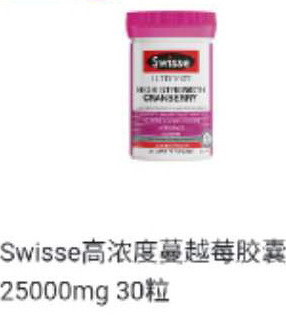 Swisse
ULTIBOOST
HIGH STRENGTH
CRANBERRY
Swisse高浓度蔓越莓胶囊
25000mg 30粒